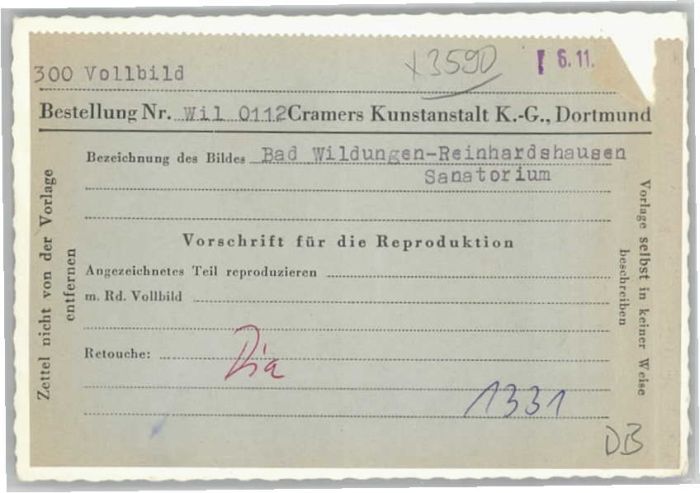 300 Vollbild
x3590
6.11.
Bestellung Nr. Wil 0112 Cramers Kunstanstalt K.-G., Dortmund
Bezeichnung des Bildes Bad Wildungen-Reinhardshausen
Sanatorium
Vorschrift für die Reproduktion
Angezeichnetes Teil reproduzieren
m. Rd. Vollbild
Retouche:
Dia
1331
DB
Zettel nicht von der Vorlage
entfernen
Vorlage selbst in keiner Weise
beschreiben